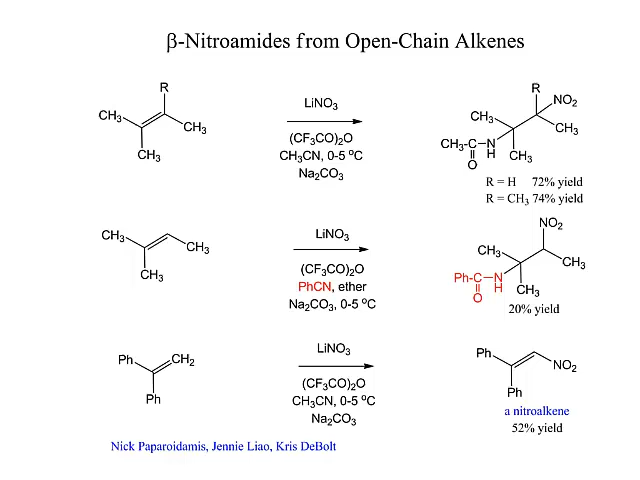 β-Nitroamides from Open-Chain Alkenes
R
CH3
CH3
CH3
LiNO3
(CF3CO)2O
CH3CN, 0-5 ºC
Na2CO3
R
NO2
CH3
CH3
CH3-C-N
H
O
CH3
R = H 72% yield
R = CH3 74% yield
CH3
CH3
CH3
LiNO3
(CF3CO)2O
PhCN, ether
Na2CO3, 0-5 ºC
NO2
CH3
CH3
Ph-C-N
H
O
CH3
20% yield
Ph
CH2
Ph
LiNO3
(CF3CO)2O
CH3CN, 0-5 ºC
Na2CO3
Ph
NO2
Ph
a nitroalkene
52% yield
Nick Paparoidamis, Jennie Liao, Kris DeBolt